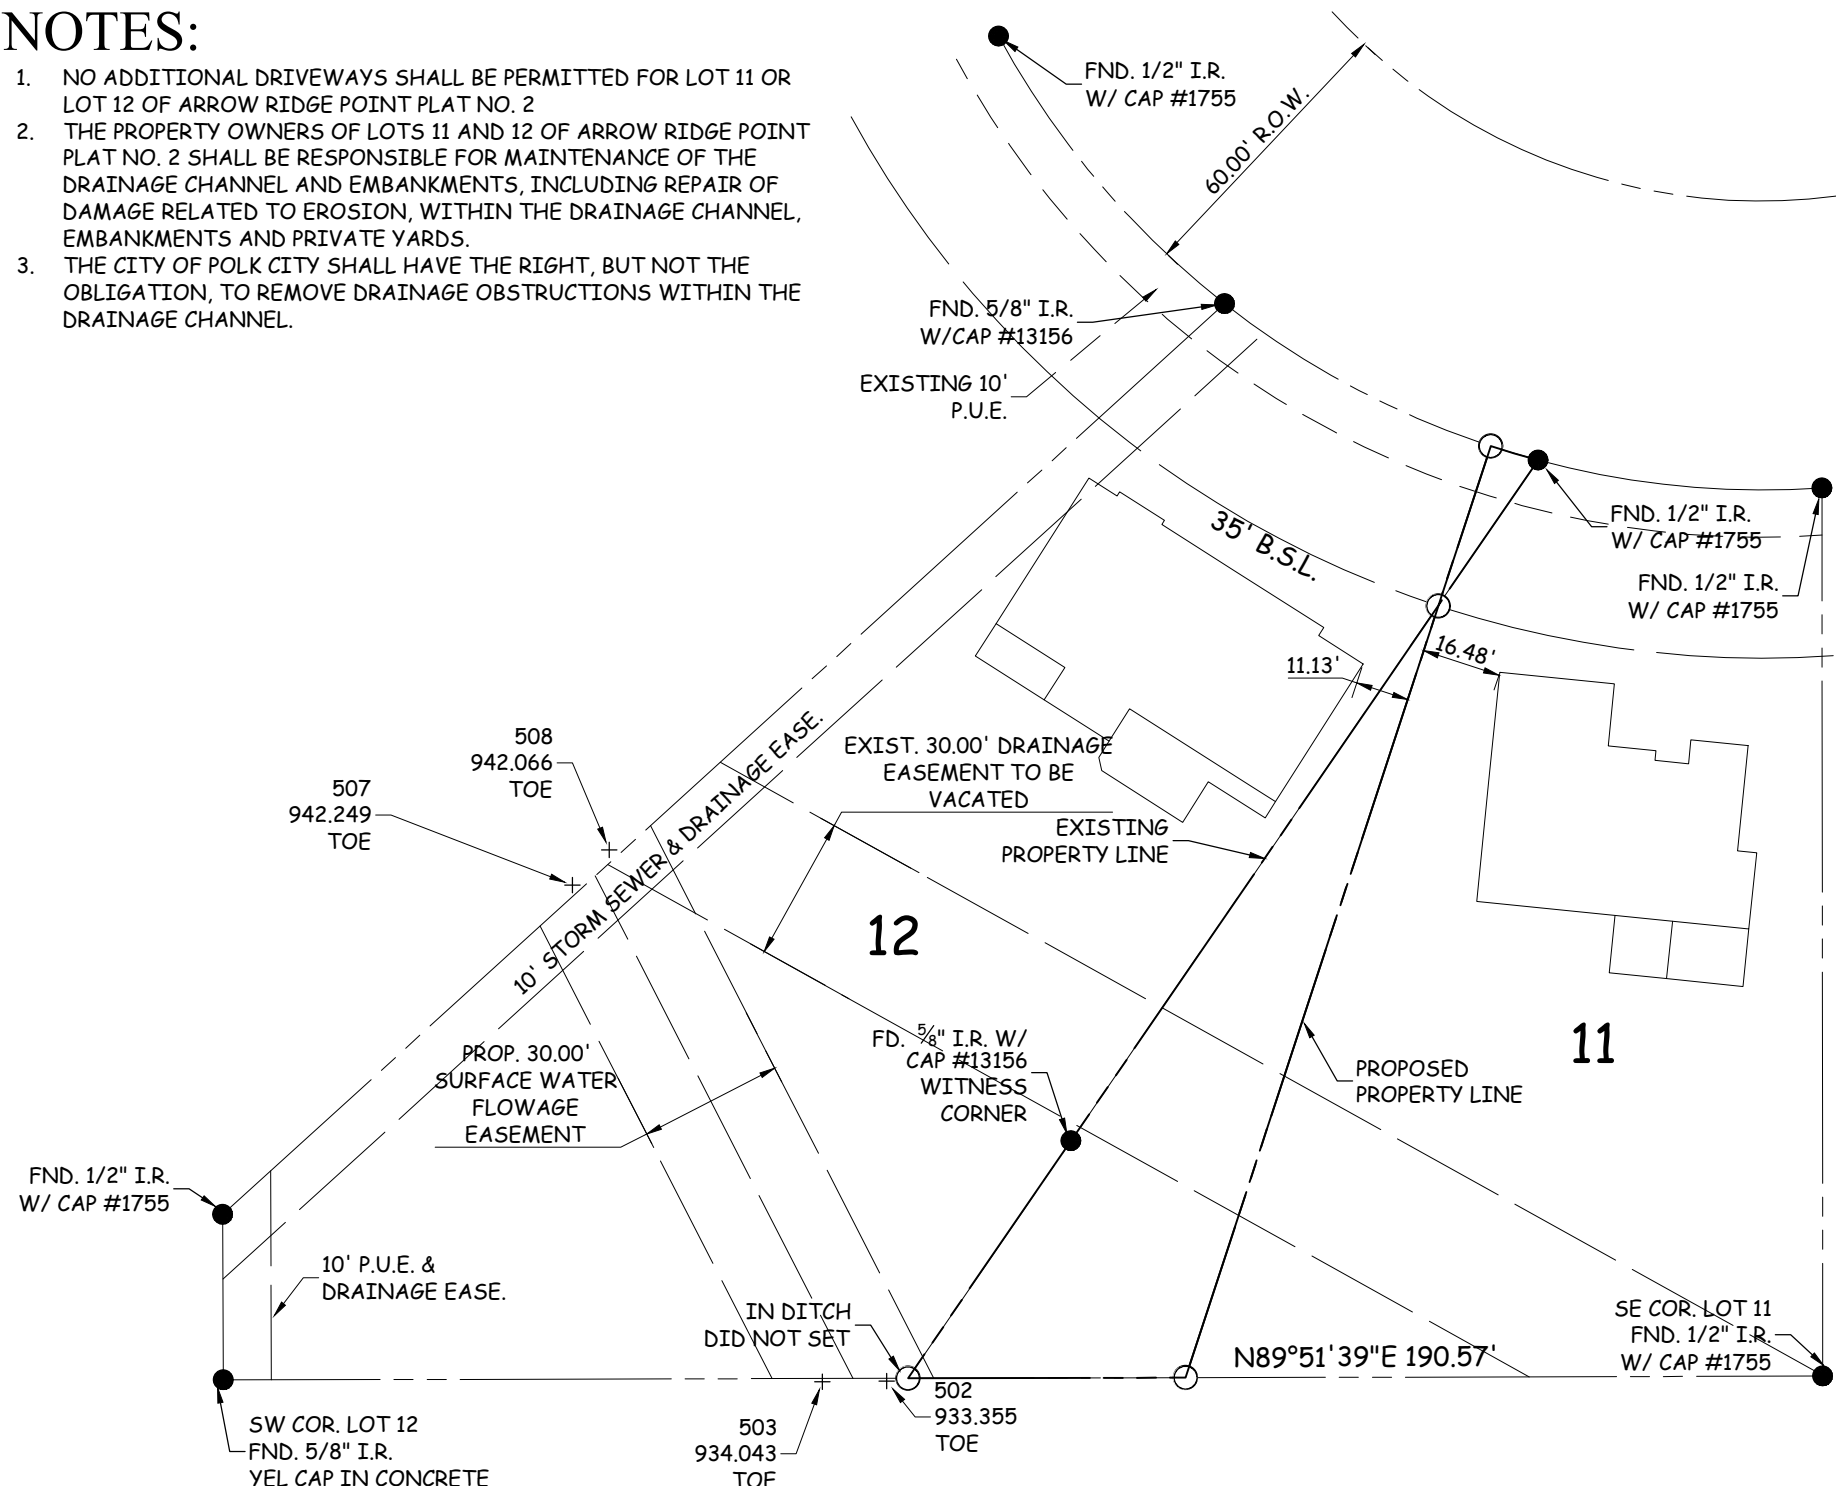 NOTES:
1. NO ADDITIONAL DRIVEWAYS SHALL BE PERMITTED FOR LOT 11 OR
LOT 12 OF ARROW RIDGE POINT PLAT NO. 2
2. THE PROPERTY OWNERS OF LOTS 11 AND 12 OF ARROW RIDGE POINT
PLAT NO. 2 SHALL BE RESPONSIBLE FOR MAINTENANCE OF THE
DRAINAGE CHANNEL AND EMBANKMENTS, INCLUDING REPAIR OF
DAMAGE RELATED TO EROSION, WITHIN THE DRAINAGE CHANNEL,
EMBANKMENTS AND PRIVATE YARDS.
3. THE CITY OF POLK CITY SHALL HAVE THE RIGHT, BUT NOT THE
OBLIGATION, TO REMOVE DRAINAGE OBSTRUCTIONS WITHIN THE
DRAINAGE CHANNEL.
FND. 1/2" I.R.
W/ CAP #1755
60.00' R.O.W.
FND. 5/8" I.R.
W/CAP #13156
EXISTING 10'
P.U.E.
35' B.S.L.
FND. 1/2" I.R.
W/ CAP #1755
FND. 1/2" I.R.
W/ CAP #1755
16.48'
11.13'
508
942.066
TOE
507
942.249
TOE
10' STORM SEWER & DRAINAGE EASE.
EXIST. 30.00' DRAINAGE
EASEMENT TO BE
VACATED
EXISTING
PROPERTY LINE
12
11
FD. 5/8" I.R. W/
CAP #13156
WITNESS
CORNER
PROP. 30.00'
SURFACE WATER
FLOWAGE
EASEMENT
PROPOSED
PROPERTY LINE
FND. 1/2" I.R.
W/ CAP #1755
10' P.U.E. &
DRAINAGE EASE.
IN DITCH
DID NOT SET
SE COR. LOT 11
FND. 1/2" I.R.
W/ CAP #1755
N89°51'39"E 190.57'
502
933.355
TOE
503
934.043
TOE
SW COR. LOT 12
FND. 5/8" I.R.
YEL CAP IN CONCRETE